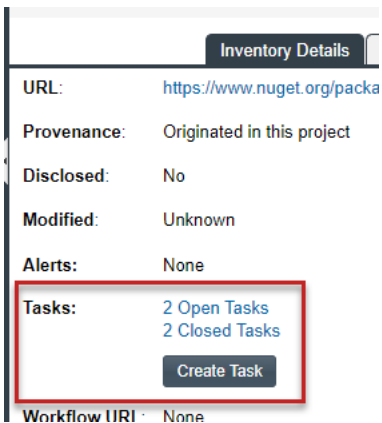 Inventory Details
URL: https://www.nuget.org/packa
Provenance: Originated in this project
Disclosed: No
Modified: Unknown
Alerts: None
Tasks: 2 Open Tasks
2 Closed Tasks
Create Task
Workflow URL: None